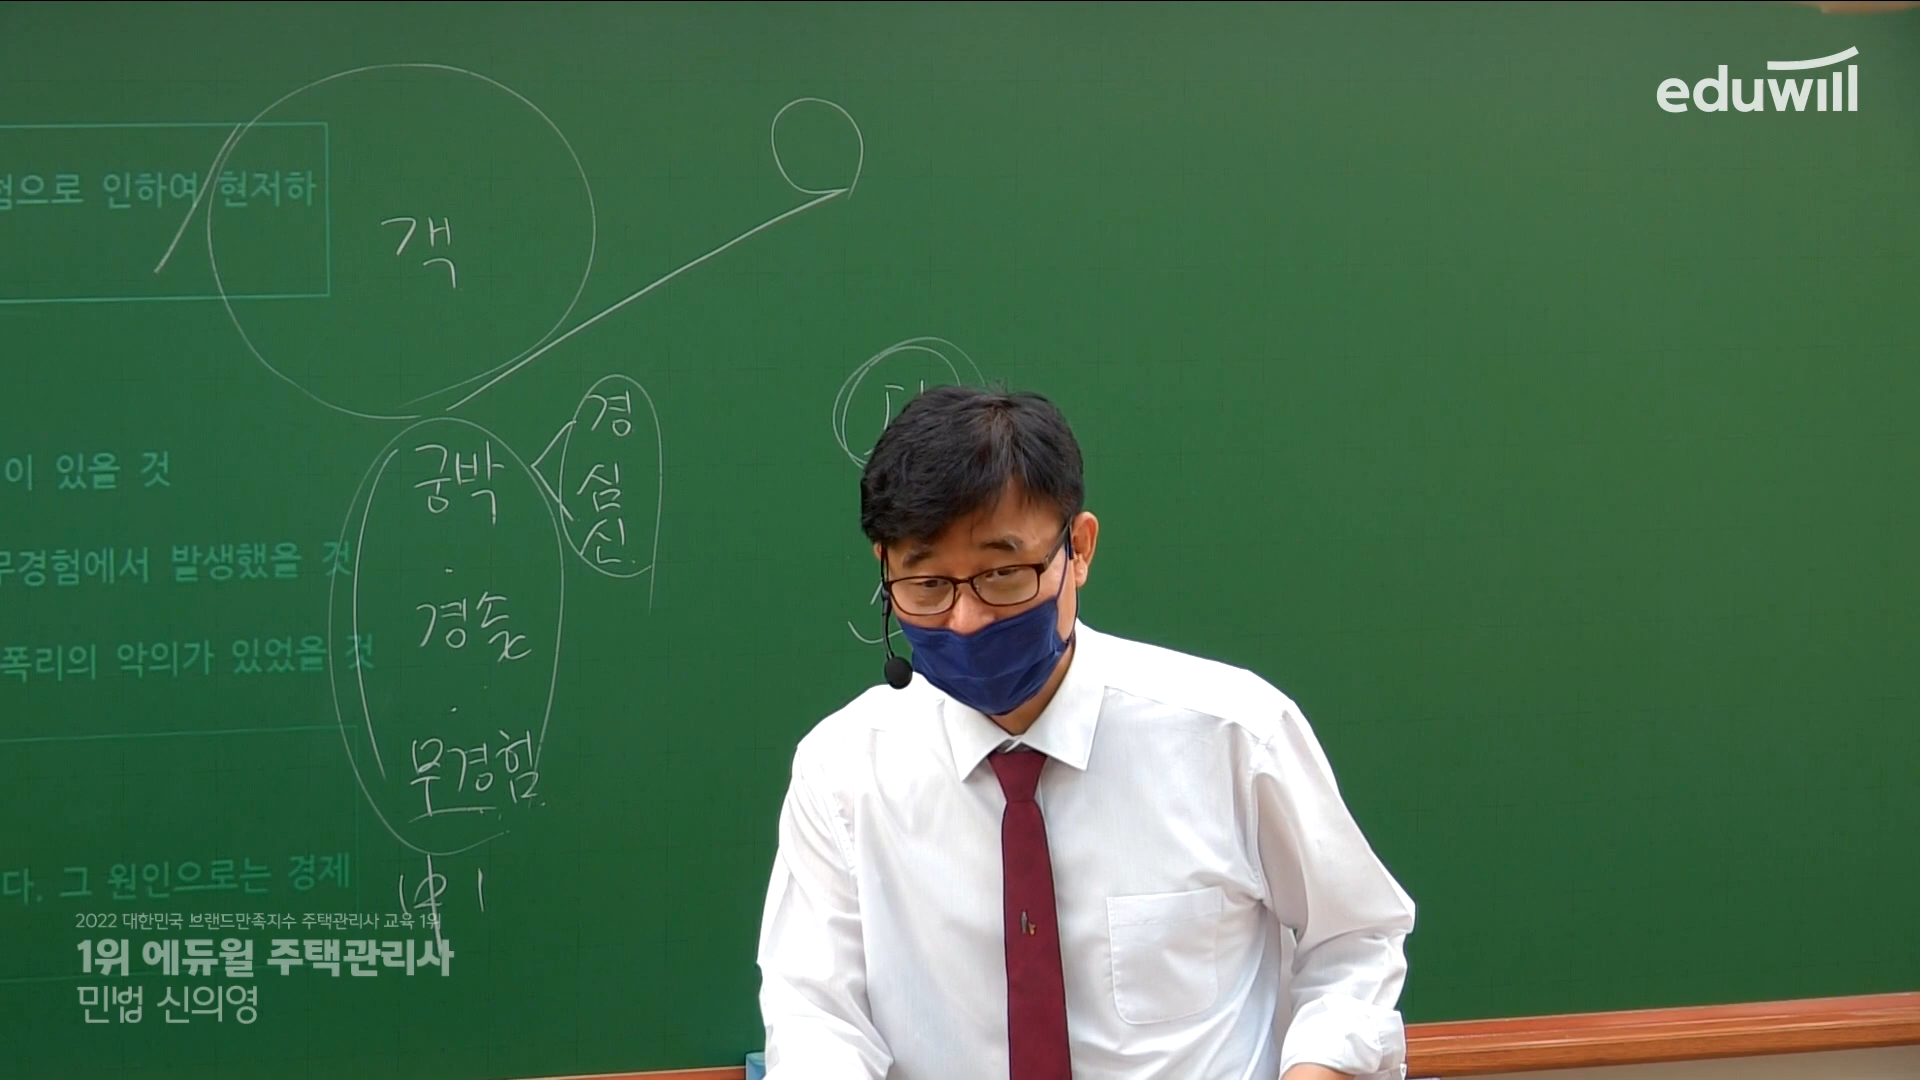 eduwill
험으로 인하여 현저하
객
경
궁박
심
이 있을 것
신
무경험에서 발생했을 것
경솔
폭리의 악의가 있었을 것
무경험
다. 그 원인으로는 경제
2022 대한민국 브랜드만족지수 주택관리사 교육 1위
1위 에듀윌 주택관리사
민법 신의영